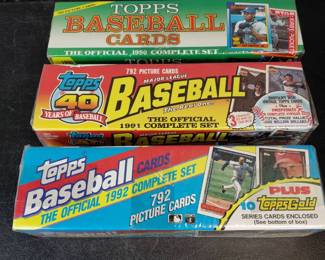 TOPPS
BASEBALL
CARDS
THE OFFICIAL 1990 COMPLETE SET
792 PICTURE CARDS
Topps
40
YEARS OF BASEBALL
MAJOR LEAGUE
BASEBALL
THE OFFICIAL
1991 COMPLETE SET
3
Topps
Baseball
CARDS
THE OFFICIAL 1992 COMPLETE SET
792
PICTURE CARDS
PLUS
10 ToppsGold
SERIES CARDS ENCLOSED
(See bottom of box)